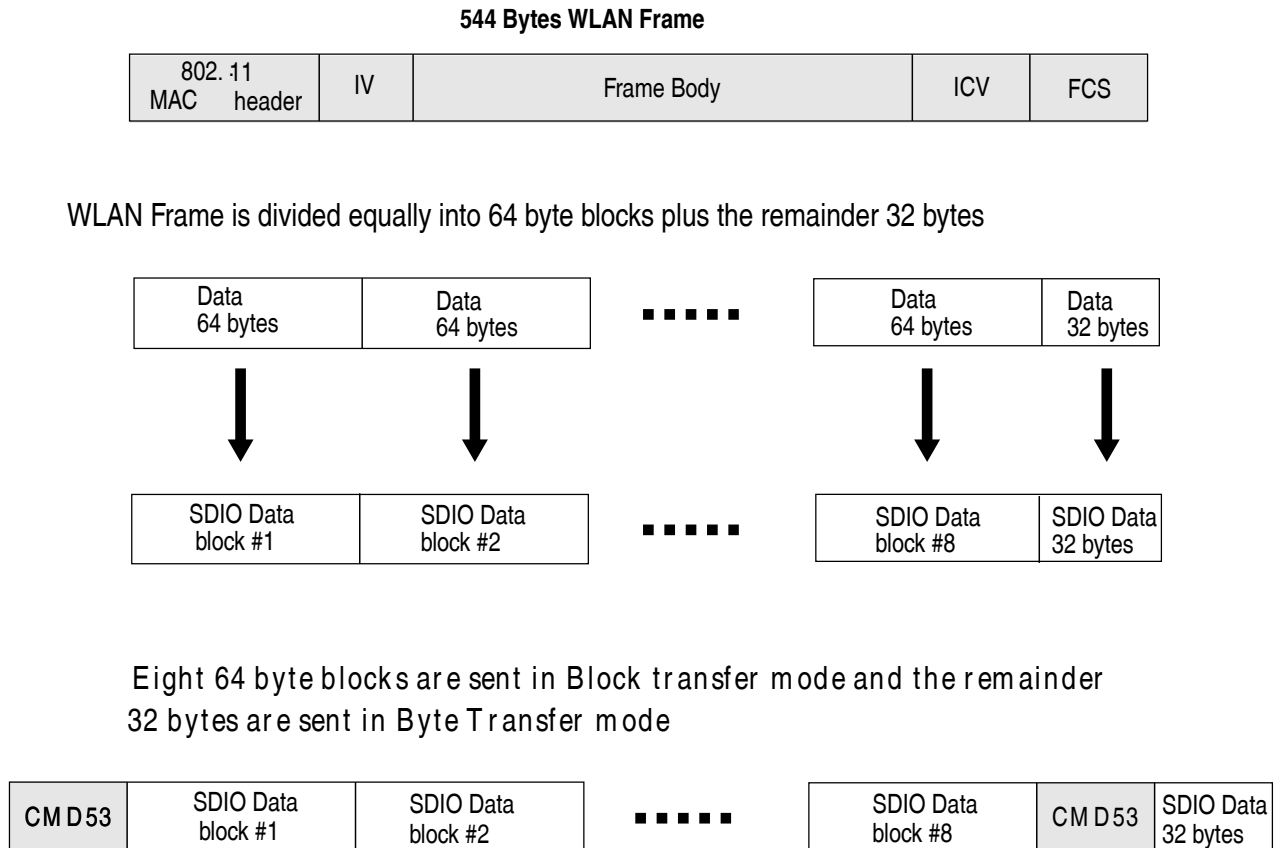 544 Bytes WLAN Frame
802.11
MAC header
IV
Frame Body
ICV
FCS
WLAN Frame is divided equally into 64 byte blocks plus the remainder 32 bytes
Data
64 bytes
Data
64 bytes
Data
64 bytes
Data
32 bytes
SDIO Data
block #1
SDIO Data
block #2
SDIO Data
block #8
SDIO Data
32 bytes
Eight 64 byte blocks are sent in Block transfer mode and the remainder
32 bytes are sent in Byte Transfer mode
CMD53
SDIO Data
block #1
SDIO Data
block #2
SDIO Data
block #8
CMD53
SDIO Data
32 bytes